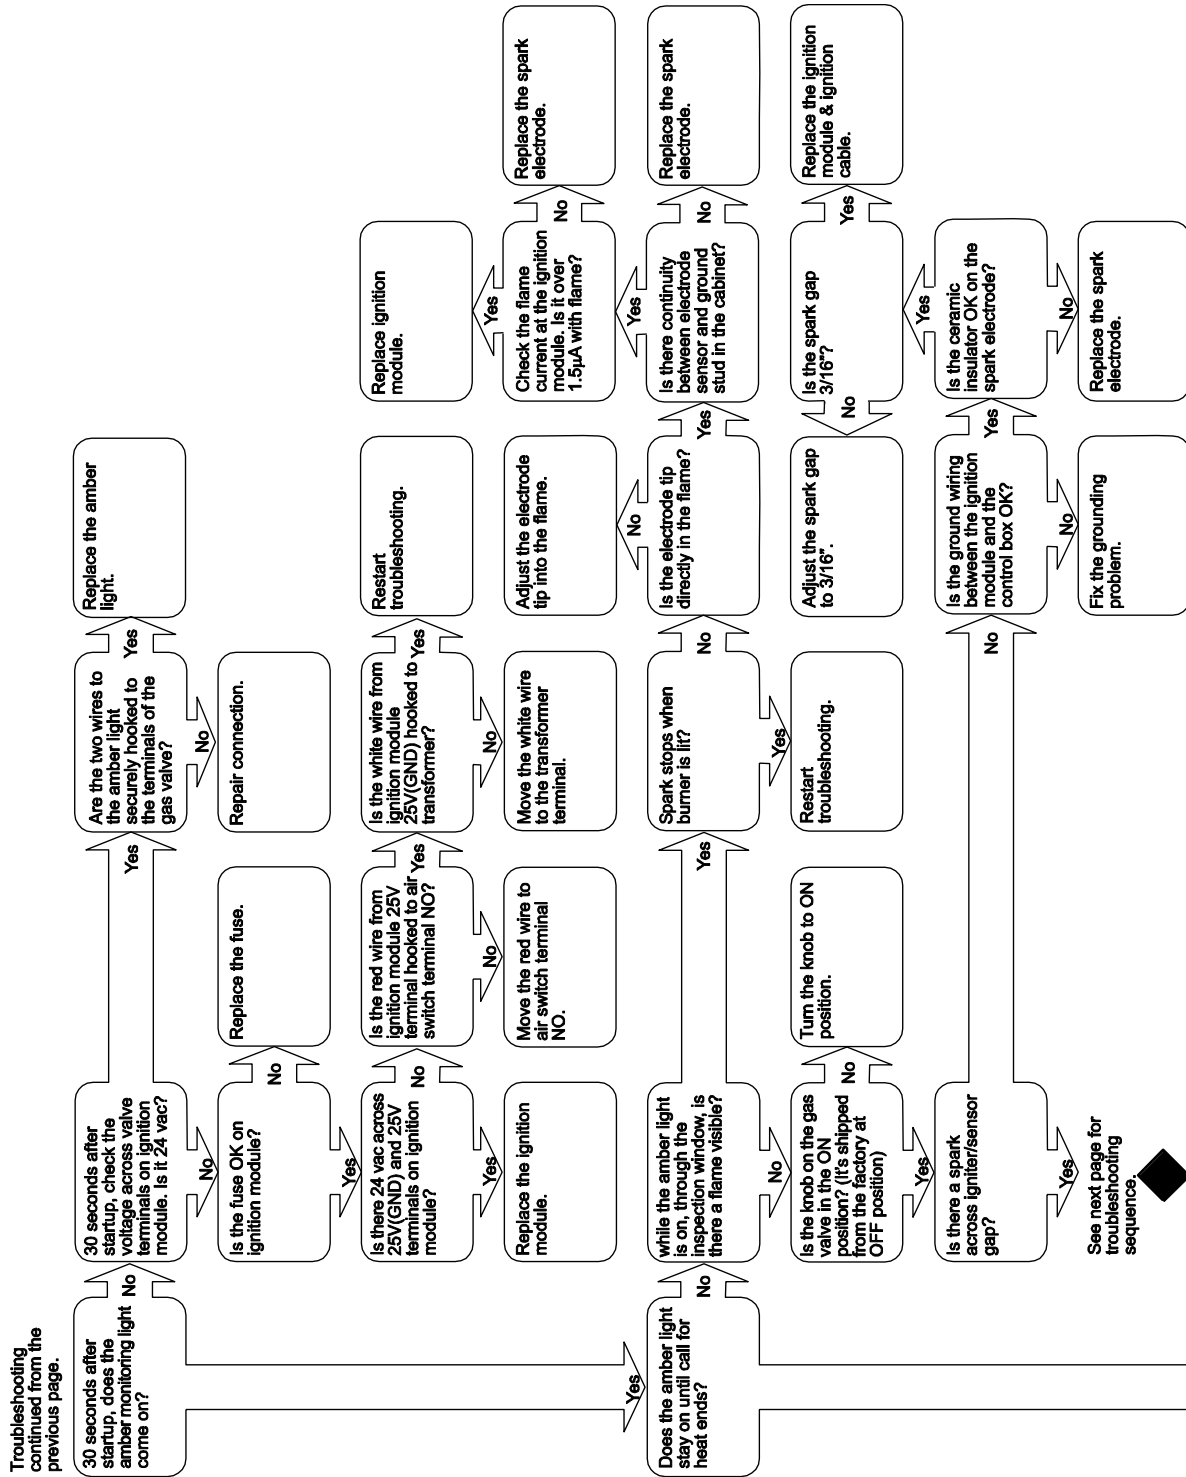 Troubleshooting
continued from the
previous page.
30 seconds after
startup, does the
amber monitoring light
come on?
No
30 seconds after
startup, check the
voltage across valve
terminals on ignition
module. Is it 24 vac?
Yes
Are the two wires to
the amber light
securely hooked to
the terminals of the
gas valve?
Yes
Replace the amber
light.
No
Repair connection.
No
Is the fuse OK on
ignition module?
No
Replace the fuse.
Yes
Is there 24 vac across
25V(GND) and 25V
terminals on ignition
module?
No
Is the red wire from
ignition module 25V
terminal hooked to air
switch terminal NO?
Yes
Is the white wire from
ignition module
25V(GND) hooked to
transformer?
Yes
Restart
troubleshooting.
Yes
Replace the ignition
module.
No
Move the red wire to
air switch terminal
NO.
No
Move the white wire
to the transformer
terminal.
Yes
Does the amber light
stay on until call for
heat ends?
No
while the amber light
is on, through the
inspection window, is
there a flame visible?
Yes
Spark stops when
burner is lit?
No
Is the electrode tip
directly in the flame?
Yes
Is there continuity
between electrode
sensor and ground
stud in the cabinet?
No
Replace the spark
electrode.
No
Adjust the electrode
tip into the flame.
Yes
Check the flame
current at the ignition
module. Is it over
1.5µA with flame?
No
Replace the spark
electrode.
Yes
Replace ignition
module.
Yes
Restart
troubleshooting.
No
Is the knob on the gas
valve in the ON
position? (It's shipped
from the factory at
OFF position)
No
Turn the knob to ON
position.
Yes
Is there a spark
across igniter/sensor
gap?
No
Is the ground wiring
between the ignition
module and the
control box OK?
Yes
Is the ceramic
insulator OK on the
spark electrode?
Yes
Is the spark gap
3/16"?
Yes
Replace the ignition
module & ignition
cable.
No
Adjust the spark gap
to 3/16".
No
Fix the grounding
problem.
No
Replace the spark
electrode.
Yes
See next page for
troubleshooting
sequence.